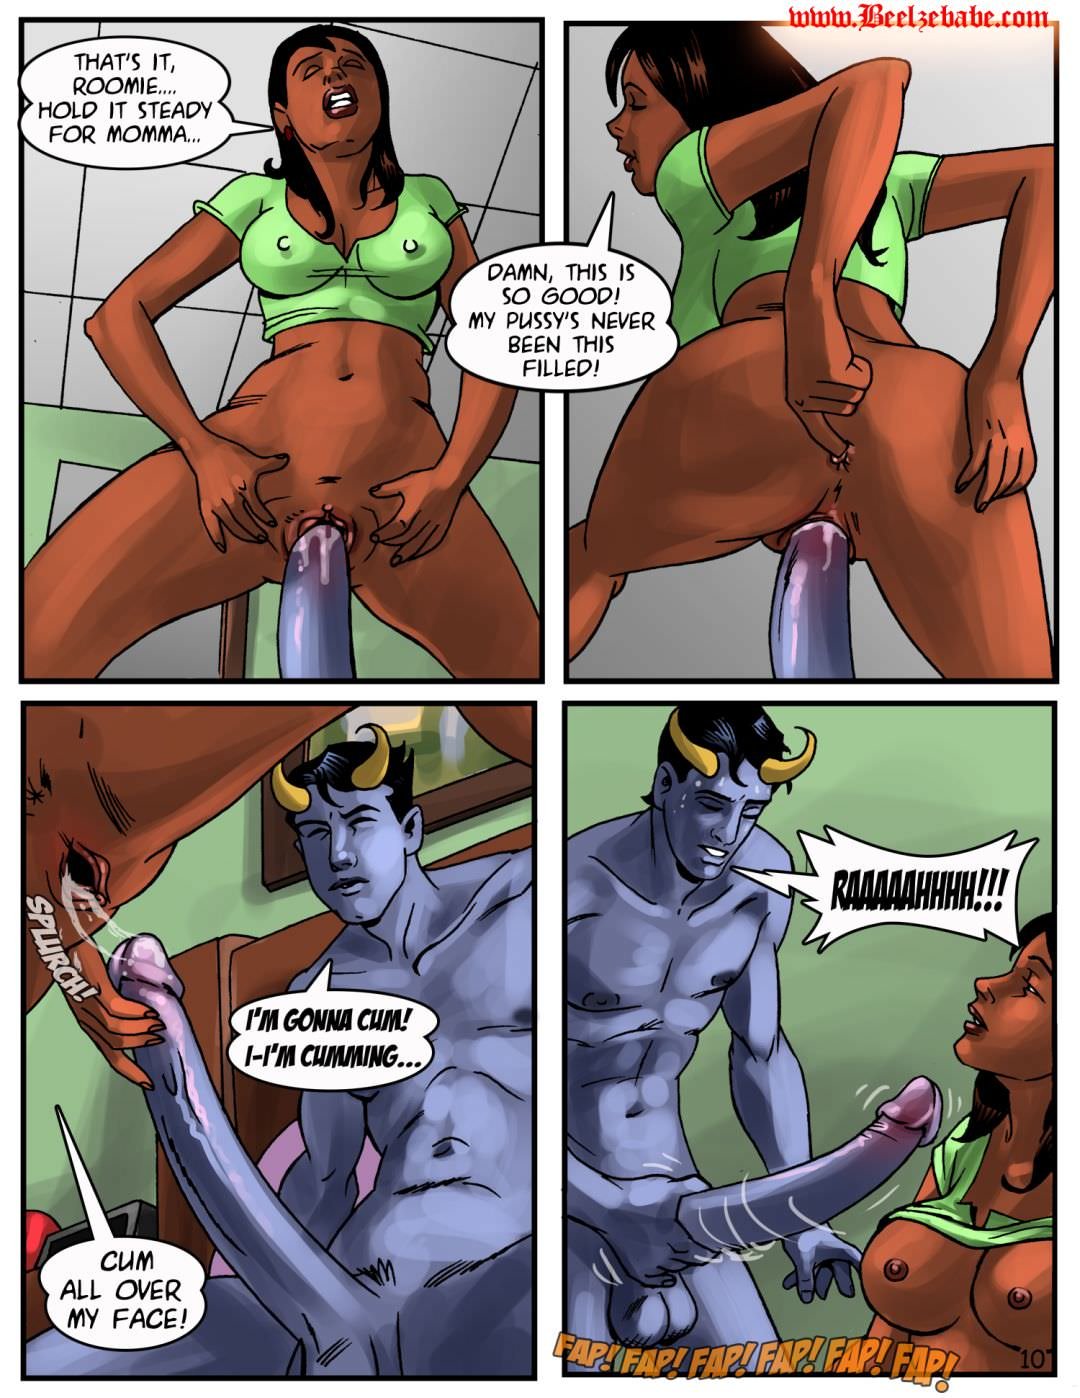 www.Beelzebabe.com
THAT'S IT,
ROOMIE....
HOLD IT STEADY
FOR MOMMA...
DAMN, THIS IS
SO GOOD!
MY PUSSY'S NEVER
BEEN THIS
FILLED!
SPLURCH!
I'M GONNA CUM!
I-I'M CUMMING...
CUM
ALL OVER
MY FACE!
RAAAAAHHHH!!!
FAP! FAP! FAP! FAP! FAP! FAP!
10